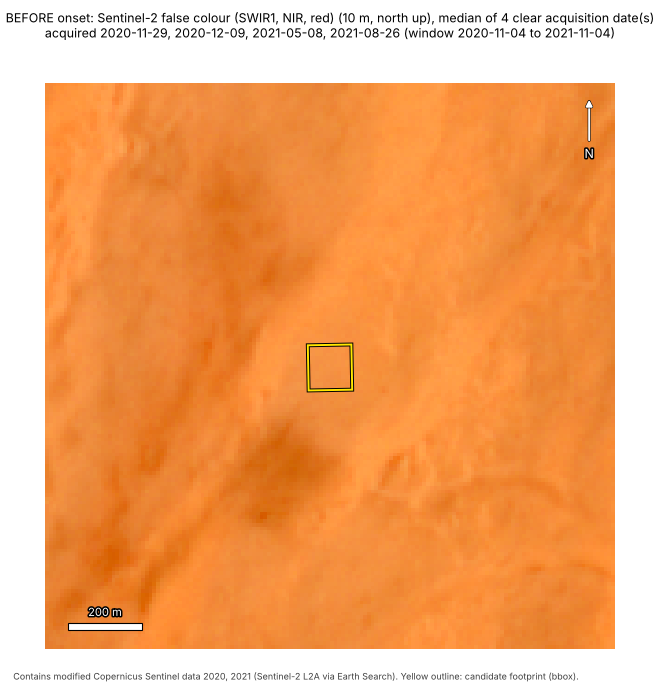 BEFORE onset: Sentinel-2 false colour (SWIR1, NIR, red) (10 m, north up), median of 4 clear acquisition date(s)
acquired 2020-11-29, 2020-12-09, 2021-05-08, 2021-08-26 (window 2020-11-04 to 2021-11-04)
N
200 m
Contains modified Copernicus Sentinel data 2020, 2021 (Sentinel-2 L2A via Earth Search). Yellow outline: candidate footprint (bbox).